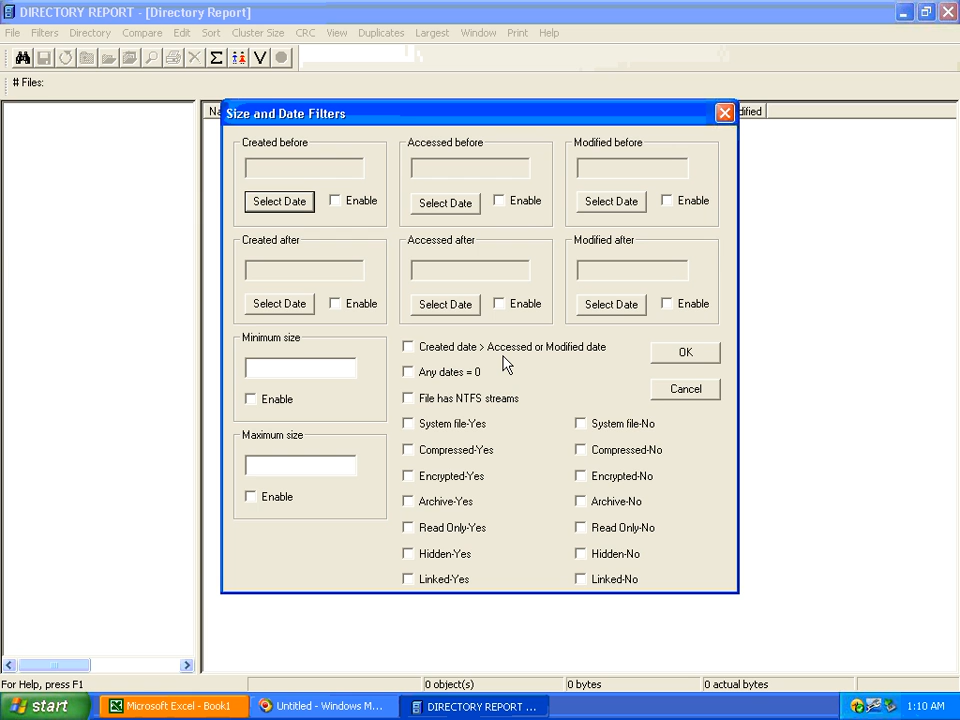 DIRECTORY REPORT - [Directory Report]
File Filters Directory Compare Edit Sort Cluster Size CRC View Duplicates Largest Window Print Help
# Files:
Size and Date Filters
Created before Accessed before Modified before
Select Date Enable Select Date Enable Select Date Enable
Created after Accessed after Modified after
Select Date Enable Select Date Enable Select Date Enable
Minimum size
Enable
Maximum size
Enable
Created date > Accessed or Modified date
Any dates = 0
File has NTFS streams
System file-Yes System file-No
Compressed-Yes Compressed-No
Encrypted-Yes Encrypted-No
Archive-Yes Archive-No
Read Only-Yes Read Only-No
Hidden-Yes Hidden-No
Linked-Yes Linked-No
OK
Cancel
For Help, press F1 0 object(s) 0 bytes 0 actual bytes
start Microsoft Excel - Book1 Untitled - Windows M... DIRECTORY REPORT ... 1:10 AM